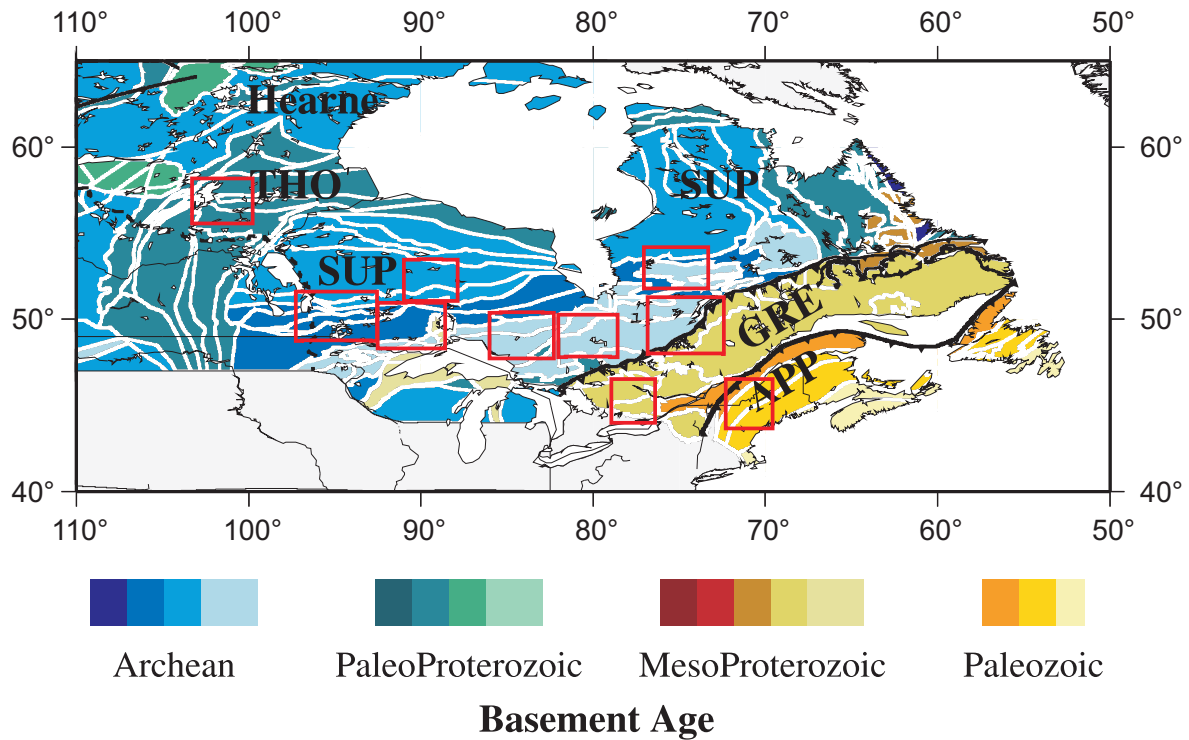 110° 100° 90° 80° 70° 60° 50°
Hearne
60° 60°
THO SUP
SUP
50° GRE 50°
APP
40° 40°
110° 100° 90° 80° 70° 60° 50°
Archean PaleoProterozoic MesoProterozoic Paleozoic
Basement Age